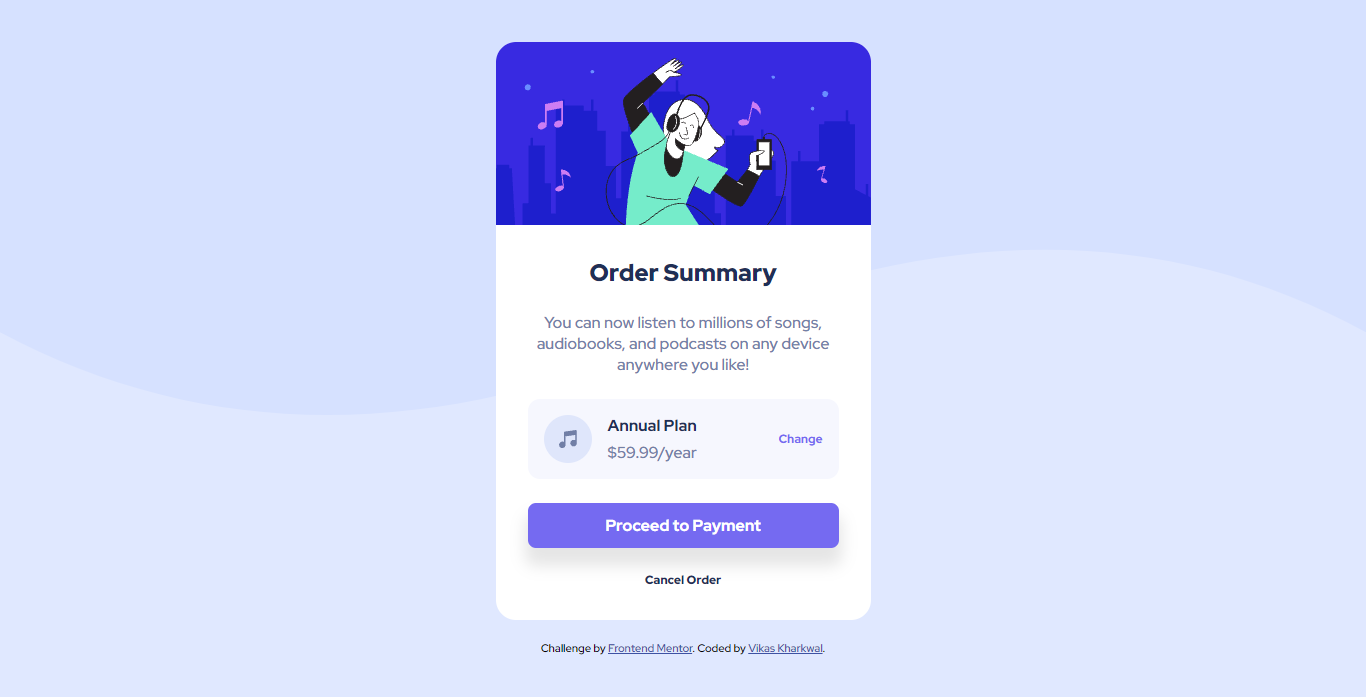 Order Summary
You can now listen to millions of songs,
audiobooks, and podcasts on any device
anywhere you like!
Annual Plan
$59.99/year
Change
Proceed to Payment
Cancel Order
Challenge by Frontend Mentor. Coded by Vikas Kharkwal.